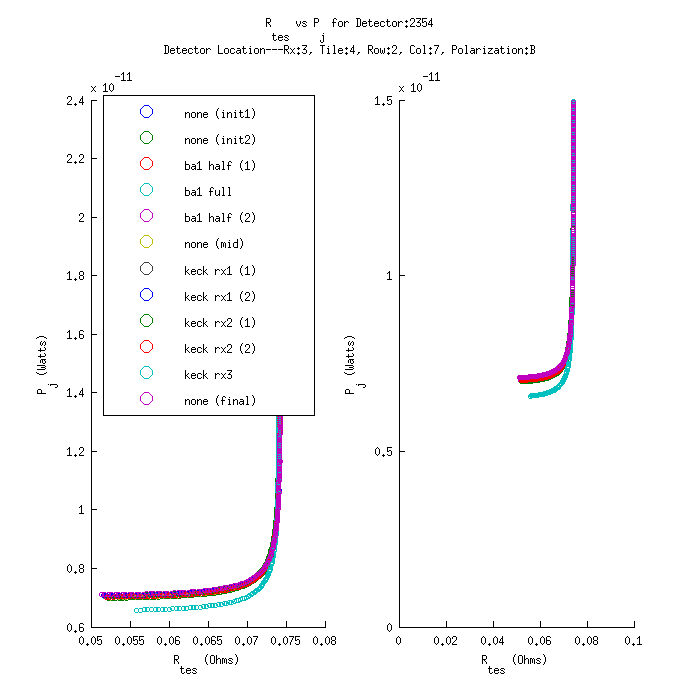 R    vs P  for Detector:2354
tes    j
Detector Location---Rx:3, Tile:4, Row:2, Col:7, Polarization:B
x 10-11
2.4
2.2
2
1.8
1.6
1.4
1.2
1
0.8
0.6
0.05 0.055 0.06 0.065 0.07 0.075 0.08
P
j (Watts)
R    (Ohms)
tes
none (init1)
none (init2)
ba1 half (1)
ba1 full
ba1 half (2)
none (mid)
keck rx1 (1)
keck rx1 (2)
keck rx2 (1)
keck rx2 (2)
keck rx3
none (final)
x 10-11
1.5
1
0.5
0
0 0.02 0.04 0.06 0.08 0.1
P
j (Watts)
R    (Ohms)
tes